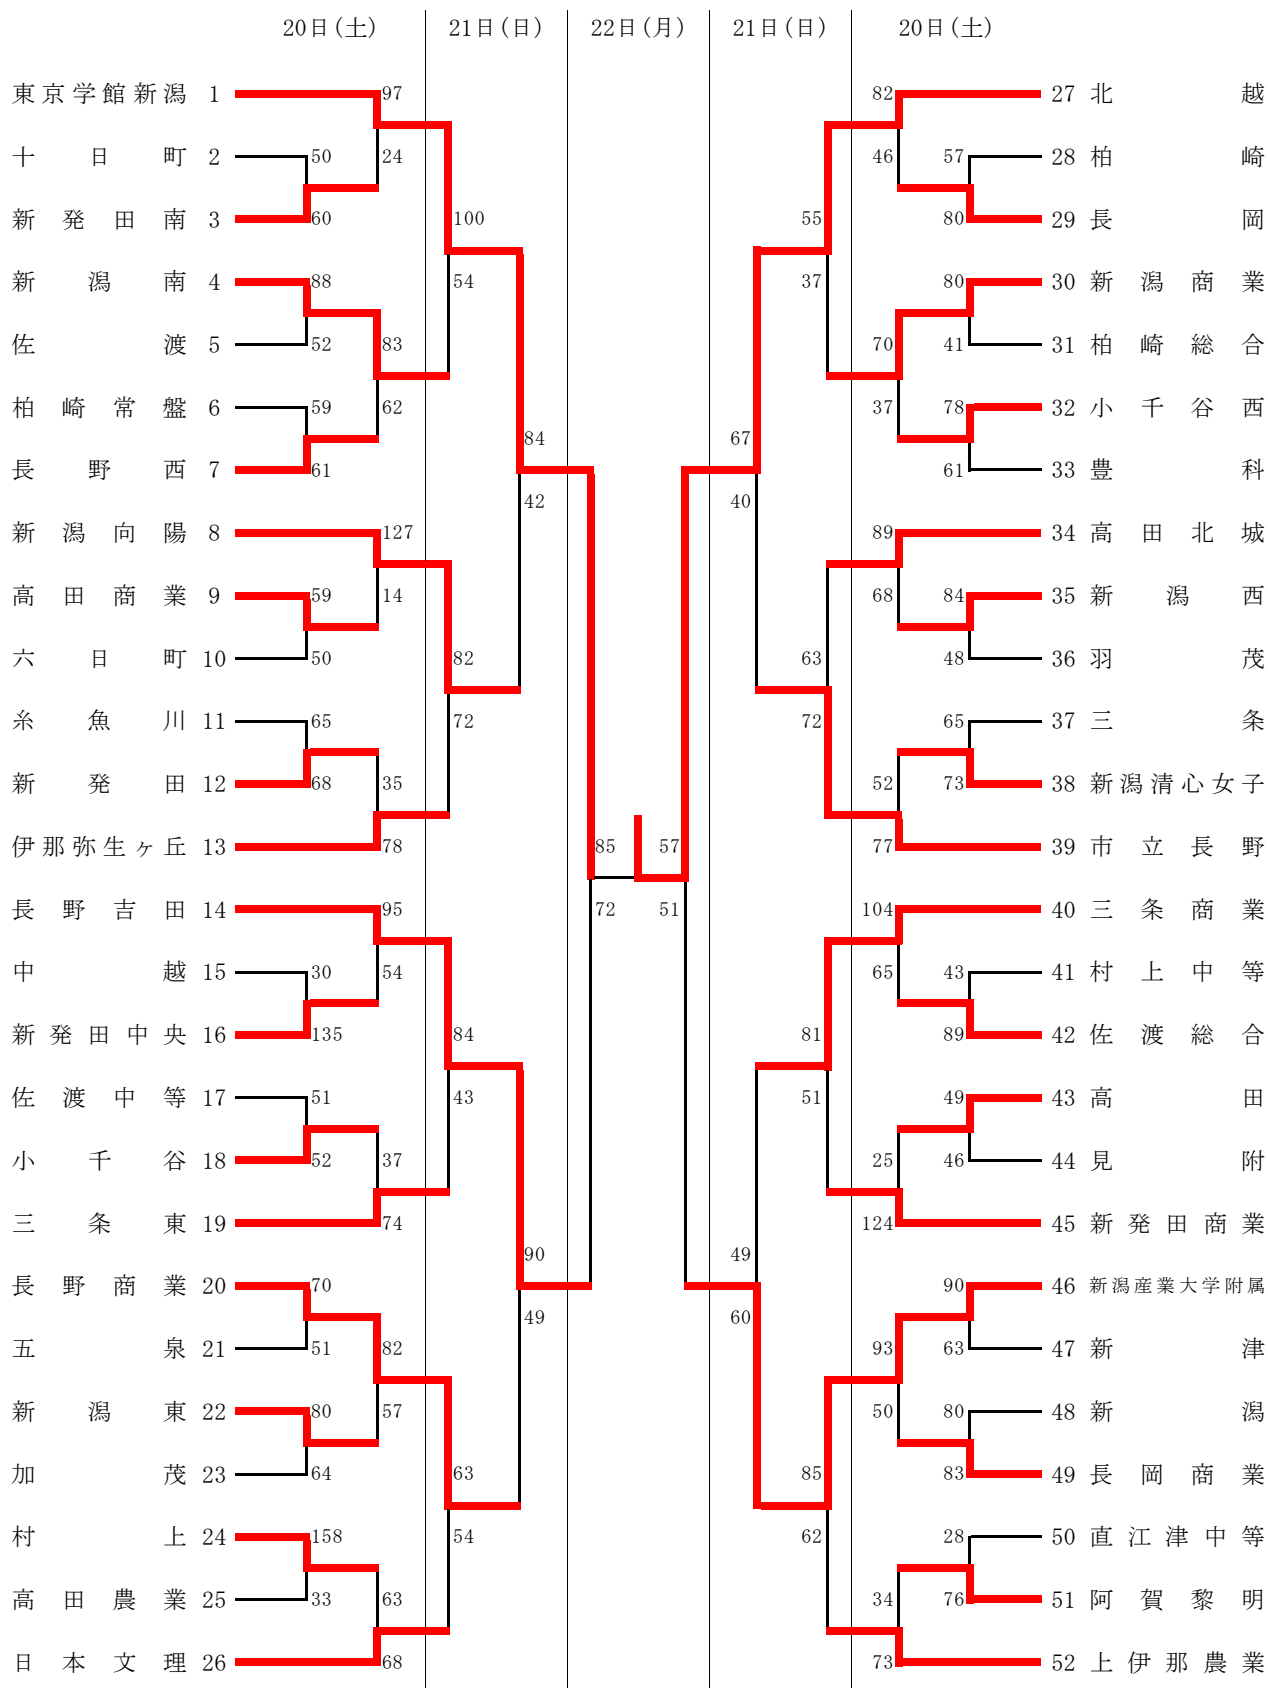 20日(土) 21日(日) 22日(月) 21日(日) 20日(土)
東京学館新潟 1 97 82 27 北越
十日町 2 50 24 46 57 28 柏崎
新発田南 3 60 100 55 80 29 長岡
新潟南 4 88 54 37 80 30 新潟商業
佐渡 5 52 83 70 41 31 柏崎総合
柏崎常盤 6 59 62 37 78 32 小千谷西
84 67
長野西 7 61 61 33 豊科
42 40
新潟向陽 8 127 89 34 高田北城
高田商業 9 59 14 68 84 35 新潟西
六日町 10 50 82 63 48 36 羽茂
糸魚川 11 65 72 72 65 37 三条
新発田 12 68 35 52 73 38 新潟清心女子
伊那弥生ヶ丘 13 78 85 57 77 39 市立長野
長野吉田 14 95 72 51 104 40 三条商業
中越 15 30 54 65 43 41 村上中等
新発田中央 16 135 84 81 89 42 佐渡総合
佐渡中等 17 51 43 51 49 43 高田
小千谷 18 52 37 25 46 44 見附
三条東 19 74 124 45 新発田商業
90 49
長野商業 20 70 90 46 新潟産業大学附属
49 60
五泉 21 51 82 93 63 47 新津
新潟東 22 80 57 50 80 48 新潟
加茂 23 64 63 85 83 49 長岡商業
村上 24 158 54 62 28 50 直江津中等
高田農業 25 33 63 34 76 51 阿賀黎明
日本文理 26 68 73 52 上伊那農業